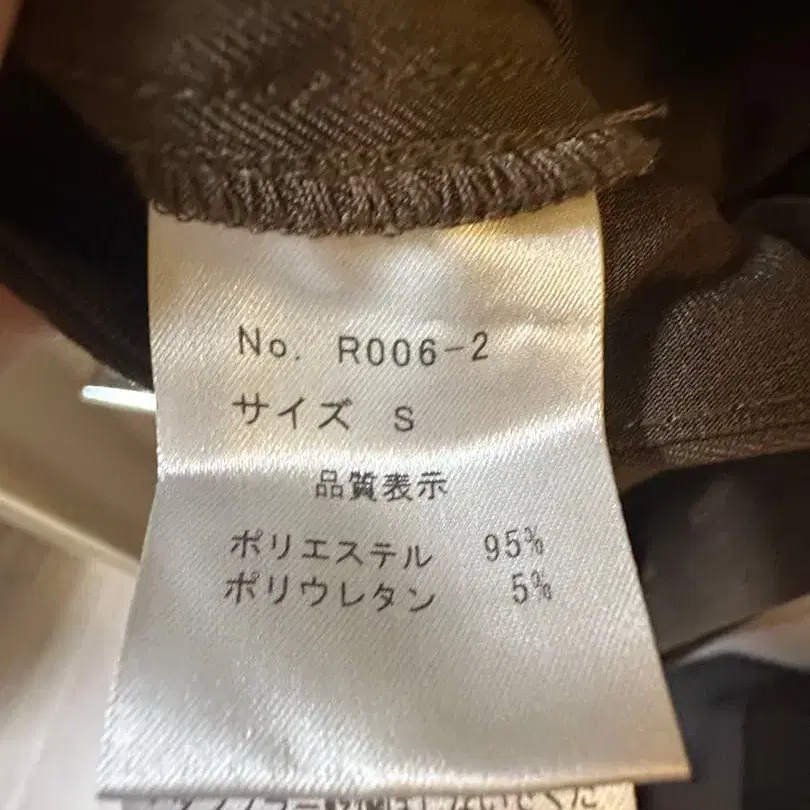 No. R006-2
サイズ S
品質表示
ポリエステル 95%
ポリウレタン 5%